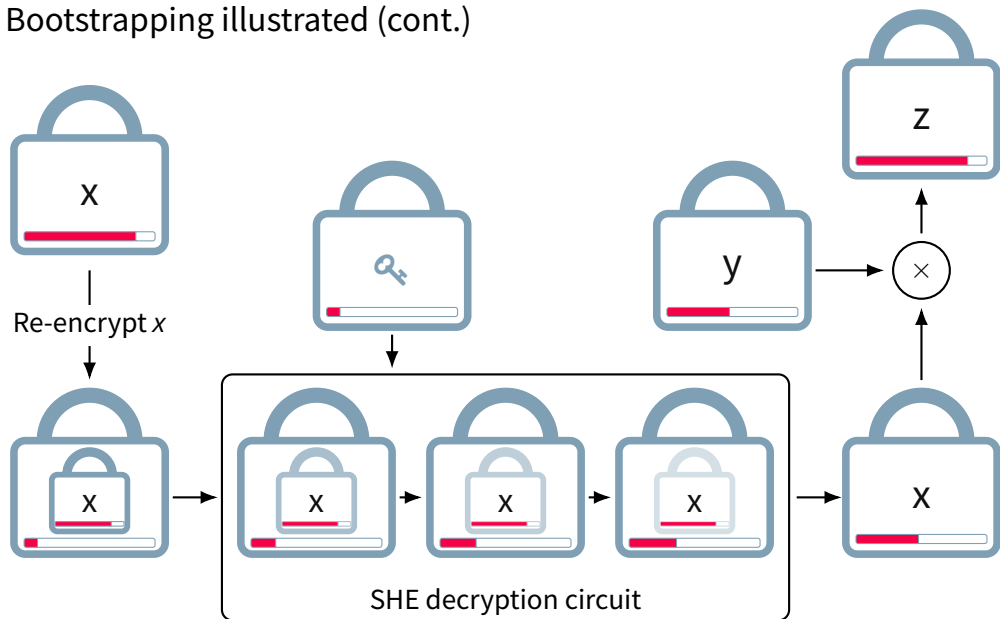 Bootstrapping illustrated (cont.)
z
x
y
×
Re-encrypt x
x
x
x
x
x
SHE decryption circuit